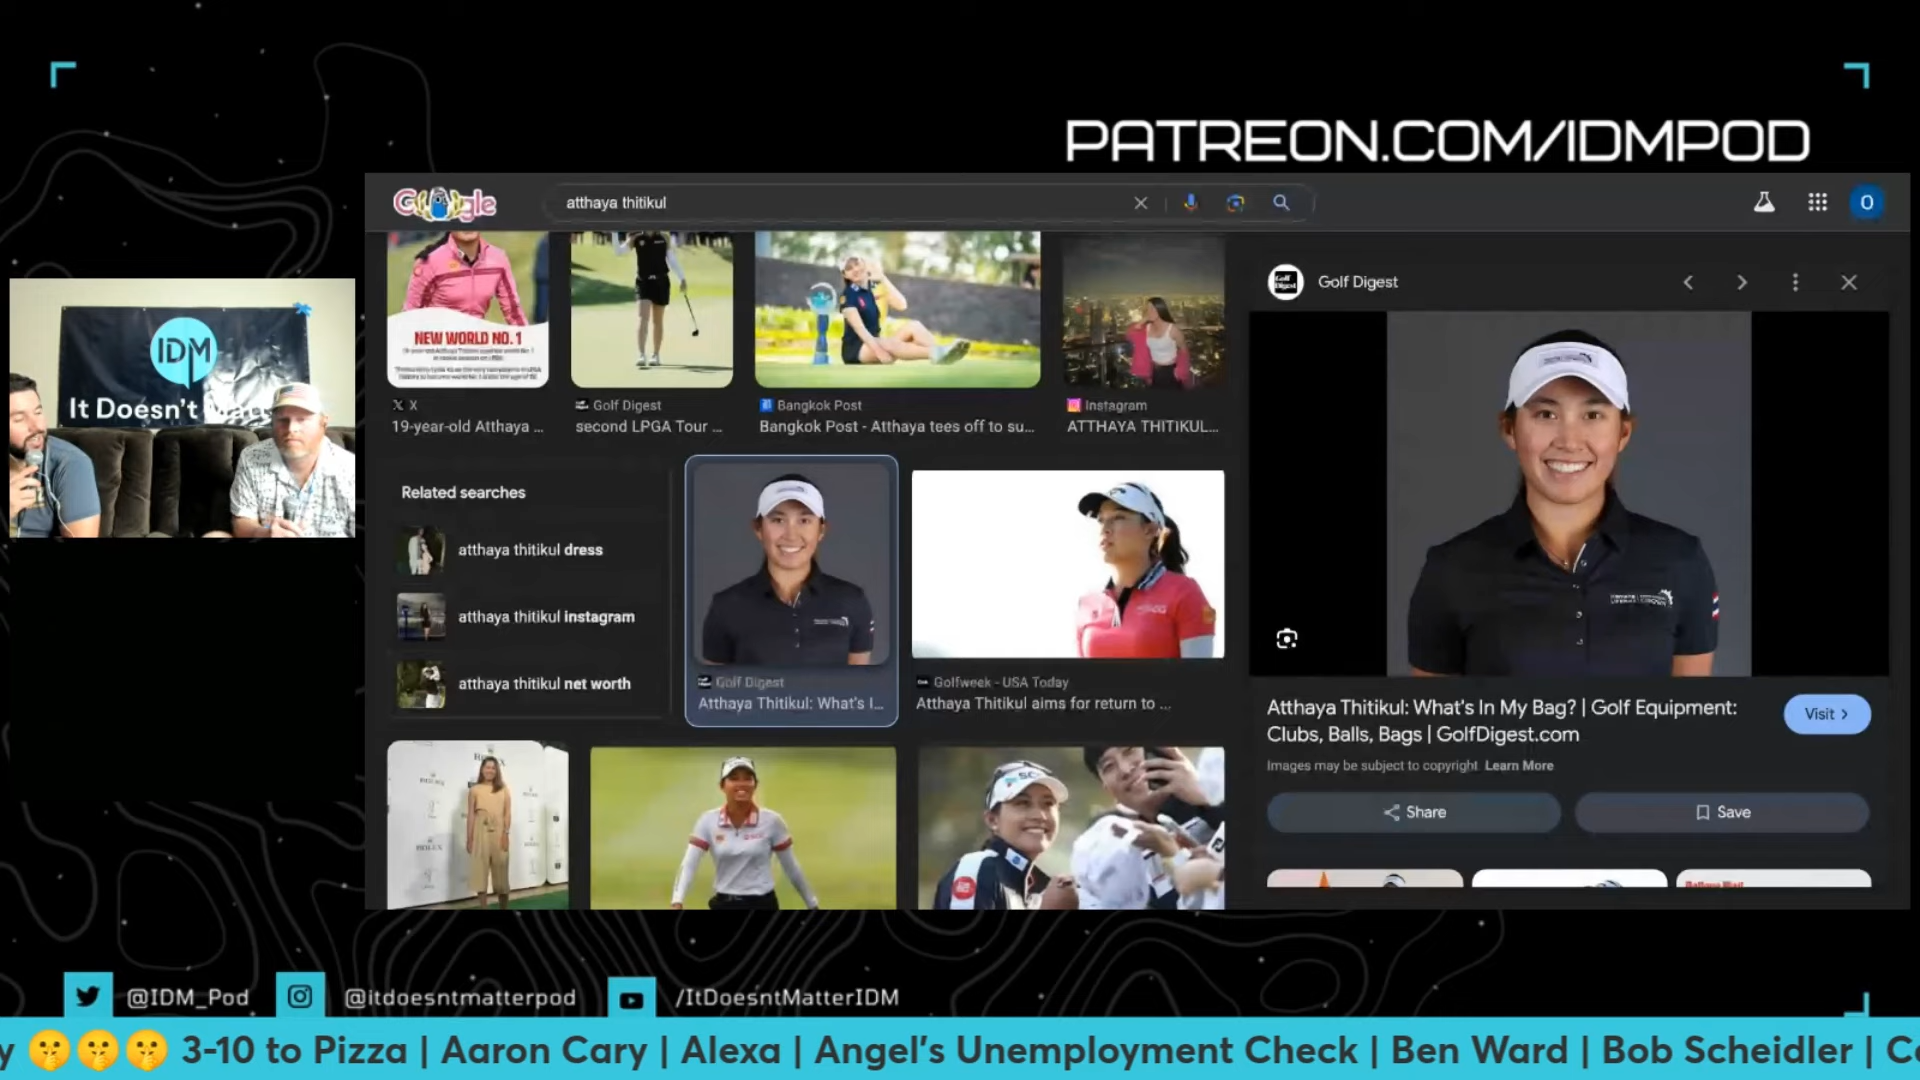 PATREON.COM/IDMPOD
Google
atthaya thitikul
O
Golf Digest
NEW WORLD NO. 1
X
19-year-old Atthaya ...
Golf Digest
second LPGA Tour ...
Bangkok Post
Bangkok Post - Atthaya tees off to su...
Instagram
ATTHAYA THITIKUL...
IDM
It Doesn't Matt
Related searches
atthaya thitikul dress
atthaya thitikul instagram
atthaya thitikul net worth
Golf Digest
Atthaya Thitikul: What's I...
Golfweek - USA Today
Atthaya Thitikul aims for return to ...
Atthaya Thitikul: What's In My Bag? | Golf Equipment:
Clubs, Balls, Bags | GolfDigest.com
Visit
Images may be subject to copyright. Learn More
Share
Save
ROLEX
@IDM_Pod
@itdoesntmatterpod
/ItDoesntMatterIDM
y 🤫🤫🤫 3-10 to Pizza | Aaron Cary | Alexa | Angel's Unemployment Check | Ben Ward | Bob Scheidler | Co